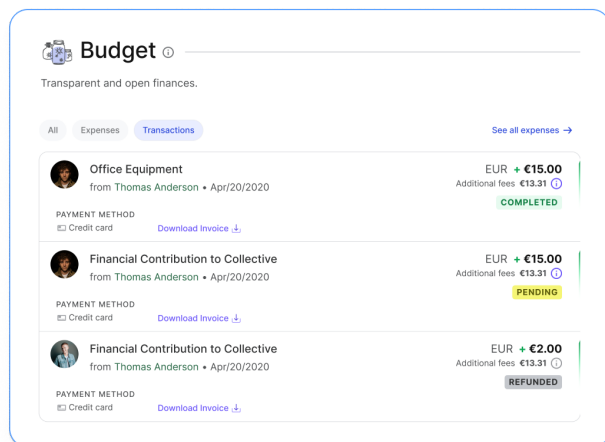 Budget
Transparent and open finances.
All Expenses Transactions See all expenses →
Office Equipment EUR + €15.00
from Thomas Anderson • Apr/20/2020 Additional fees €13.31
COMPLETED
PAYMENT METHOD
Credit card Download Invoice
Financial Contribution to Collective EUR + €15.00
from Thomas Anderson • Apr/20/2020 Additional fees €13.31
PENDING
PAYMENT METHOD
Credit card Download Invoice
Financial Contribution to Collective EUR + €2.00
from Thomas Anderson • Apr/20/2020 Additional fees €13.31
REFUNDED
PAYMENT METHOD
Credit card Download Invoice